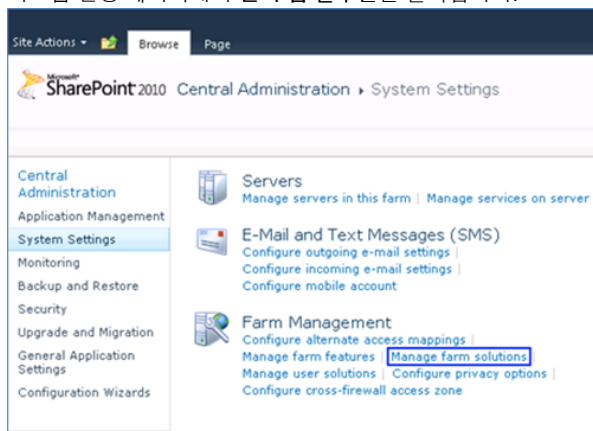 Site Actions Browse Page
Microsoft
SharePoint 2010 Central Administration ▸ System Settings
Central Administration
Application Management
System Settings
Monitoring
Backup and Restore
Security
Upgrade and Migration
General Application Settings
Configuration Wizards
Servers
Manage servers in this farm | Manage services on server
E-Mail and Text Messages (SMS)
Configure outgoing e-mail settings |
Configure incoming e-mail settings |
Configure mobile account
Farm Management
Configure alternate access mappings |
Manage farm features | Manage farm solutions |
Manage user solutions | Configure privacy options |
Configure cross-firewall access zone